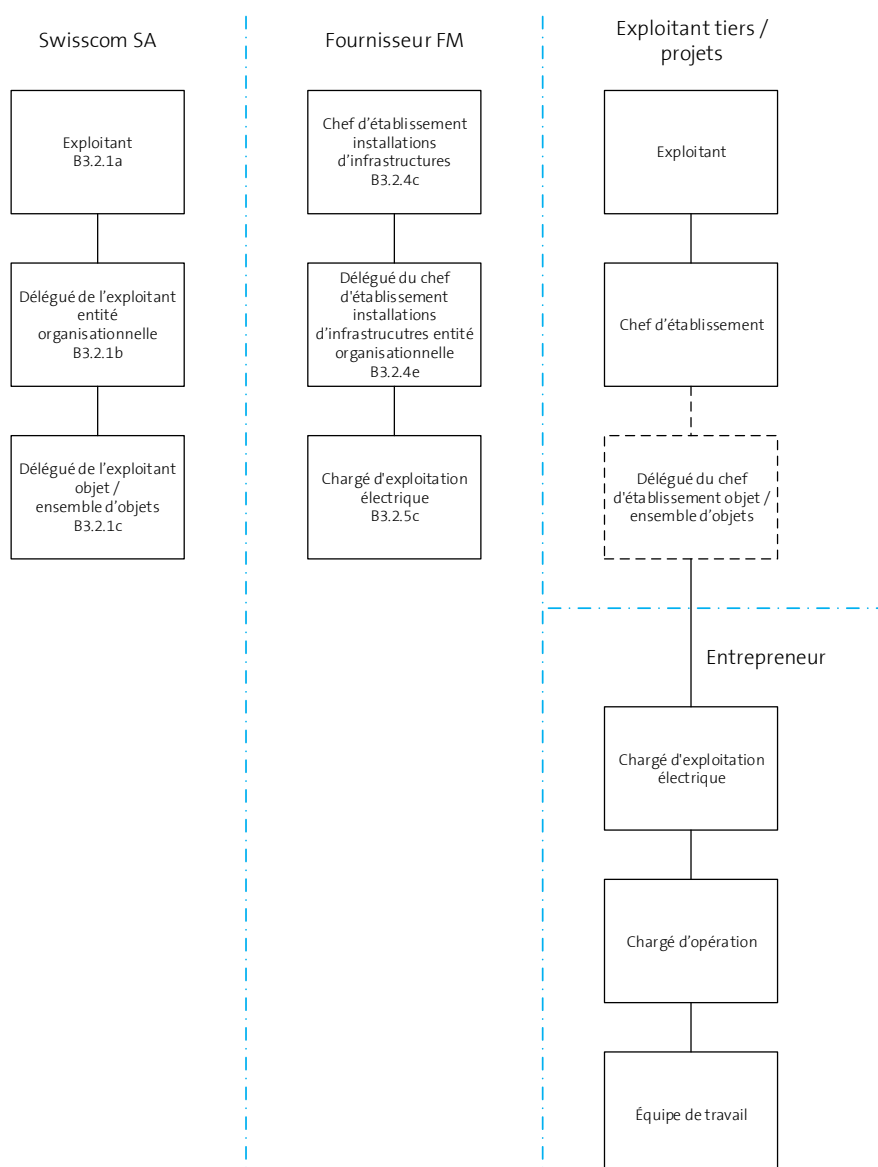 Swisscom SA
Exploitant
B3.2.1a
Délégué de l'exploitant
entité
organisationnelle
B3.2.1b
Délégué de l'exploitant
objet /
ensemble d'objets
B3.2.1c
Fournisseur FM
Chef d'établissement
installations
d'infrastructures
B3.2.4c
Délégué du chef
d'établissement
installations
d'infrastrucutres entité
organisationnelle
B3.2.4e
Chargé d'exploitation
électrique
B3.2.5c
Exploitant tiers /
projets
Exploitant
Chef d'établissement
Délégué du chef
d'établissement objet /
ensemble d'objets
Entrepreneur
Chargé d'exploitation
électrique
Chargé d'opération
Équipe de travail